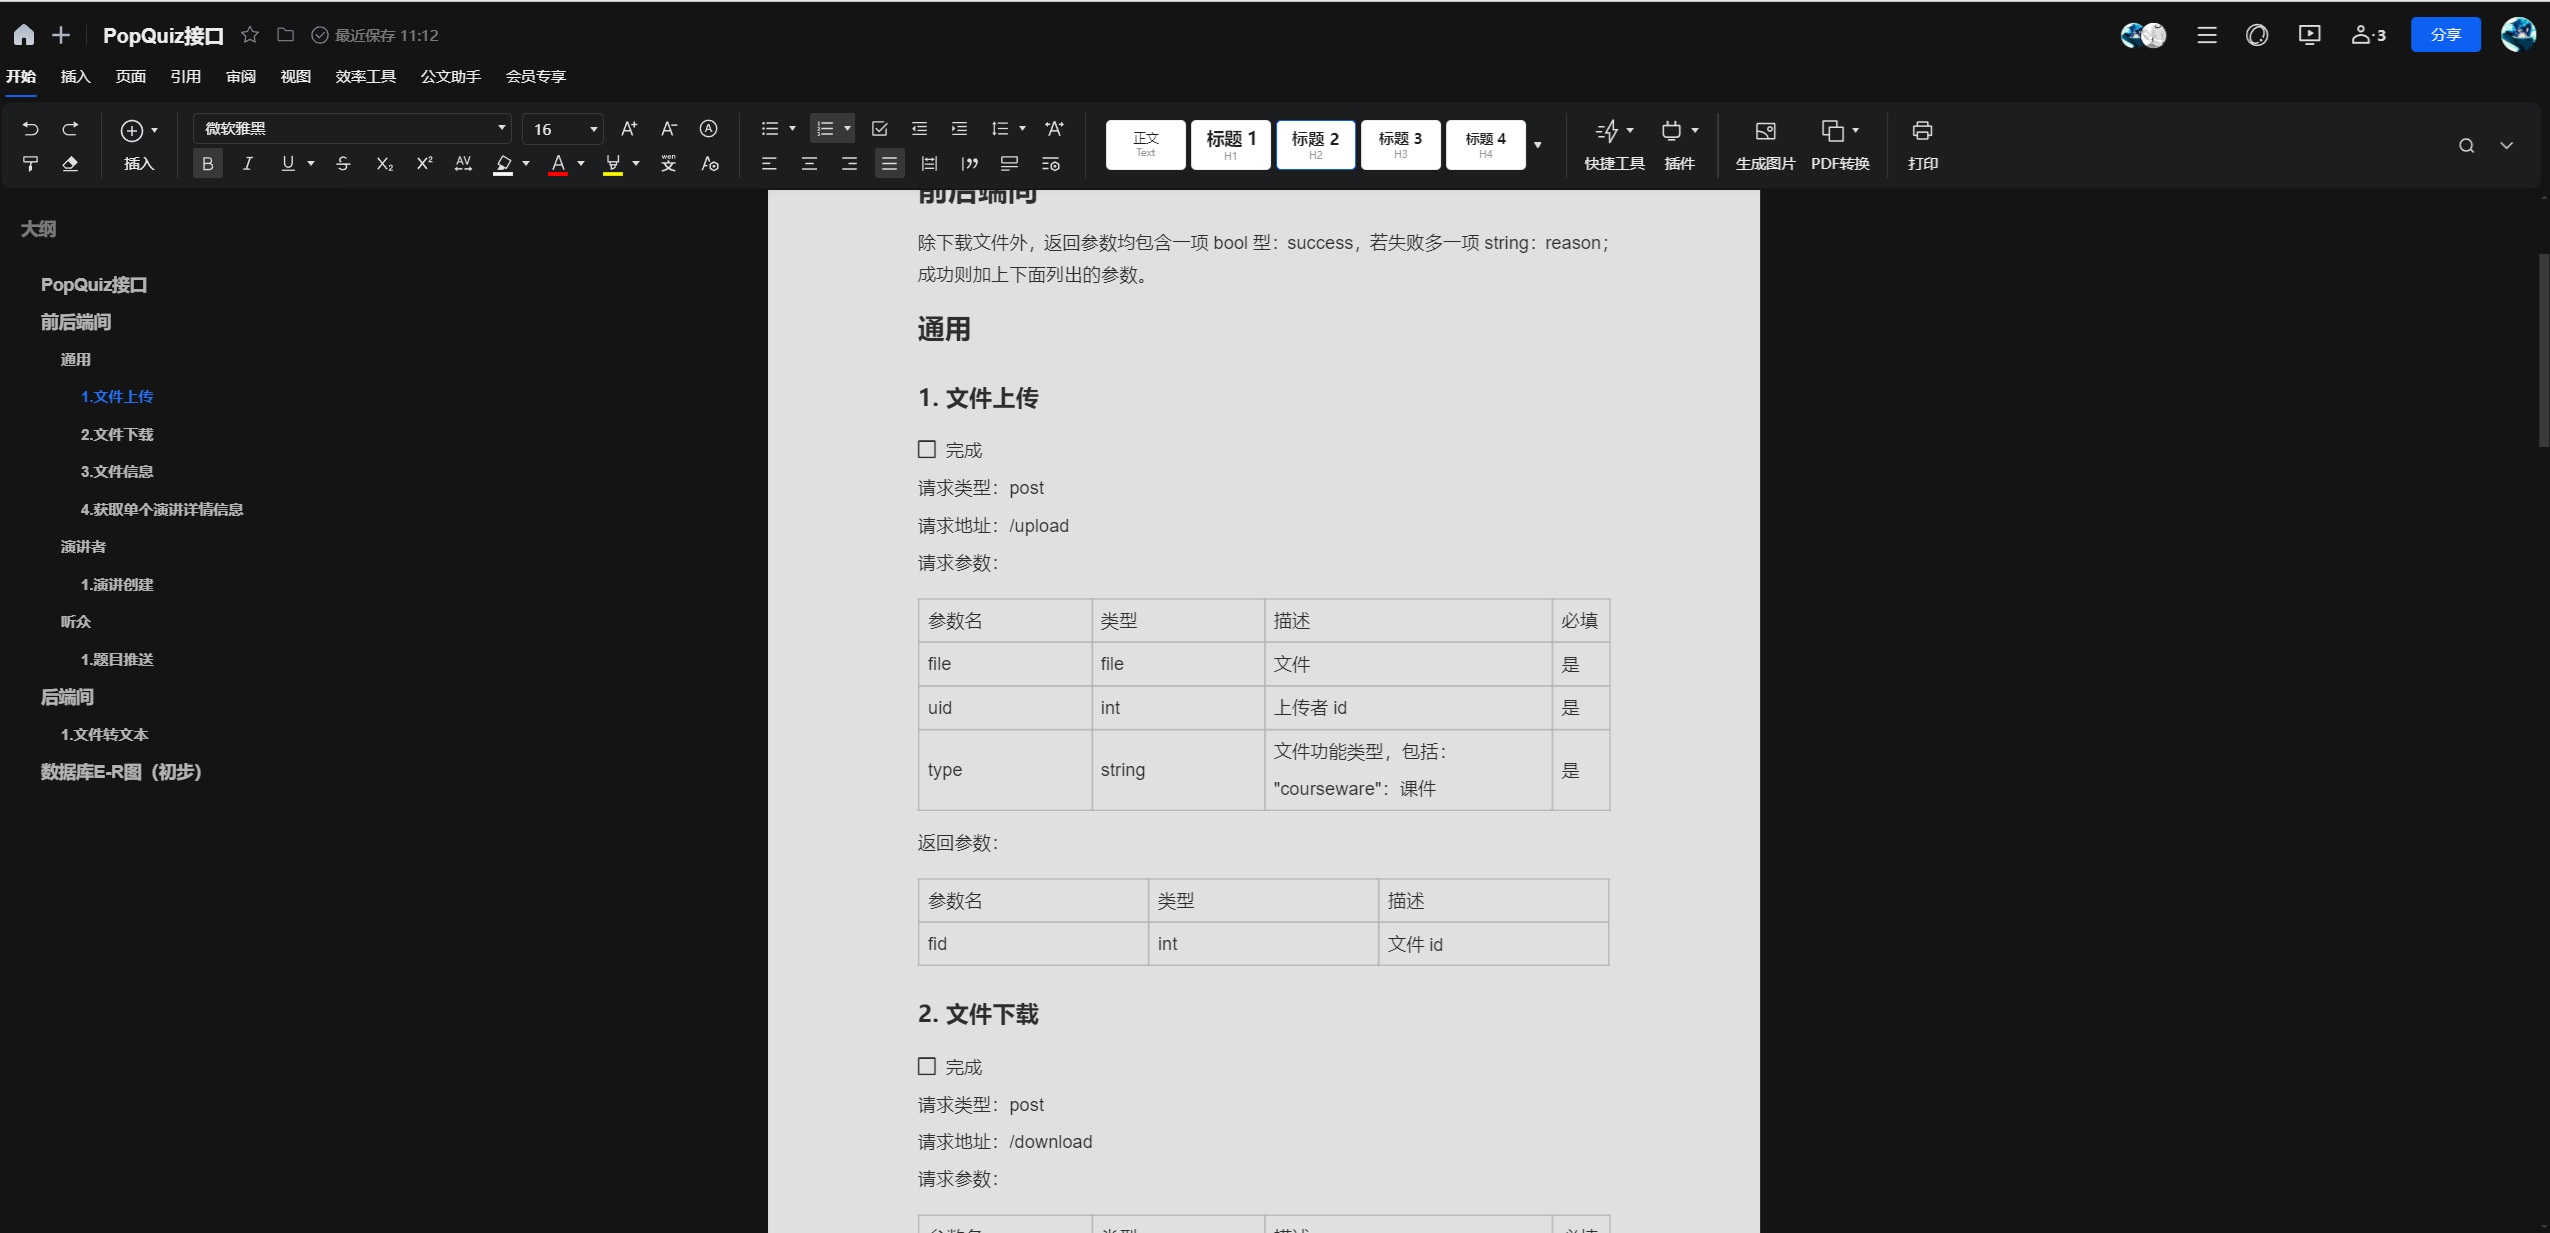 PopQuiz接口 最近保存 11:12 ·3 分享
开始 插入 页面 引用 审阅 视图 效率工具 公文助手 会员专享
插入
微软雅黑 16
正文 Text
标题 1 H1
标题 2 H2
标题 3 H3
标题 4 H4
快捷工具 插件 生成图片 PDF转换 打印
大纲
PopQuiz接口
前后端间
通用
1.文件上传
2.文件下载
3.文件信息
4.获取单个演讲详情信息
演讲者
1.演讲创建
听众
1.题目推送
后端间
1.文件转文本
数据库E-R图（初步）
前后端间
除下载文件外，返回参数均包含一项 bool 型：success，若失败多一项 string：reason；
成功则加上下面列出的参数。
通用
1. 文件上传
完成
请求类型：post
请求地址：/upload
请求参数：
参数名 类型 描述 必填
file file 文件 是
uid int 上传者 id 是
type string 文件功能类型，包括： 是
"courseware"：课件
返回参数：
参数名 类型 描述
fid int 文件 id
2. 文件下载
完成
请求类型：post
请求地址：/download
请求参数：
参数名 类型 描述 必填